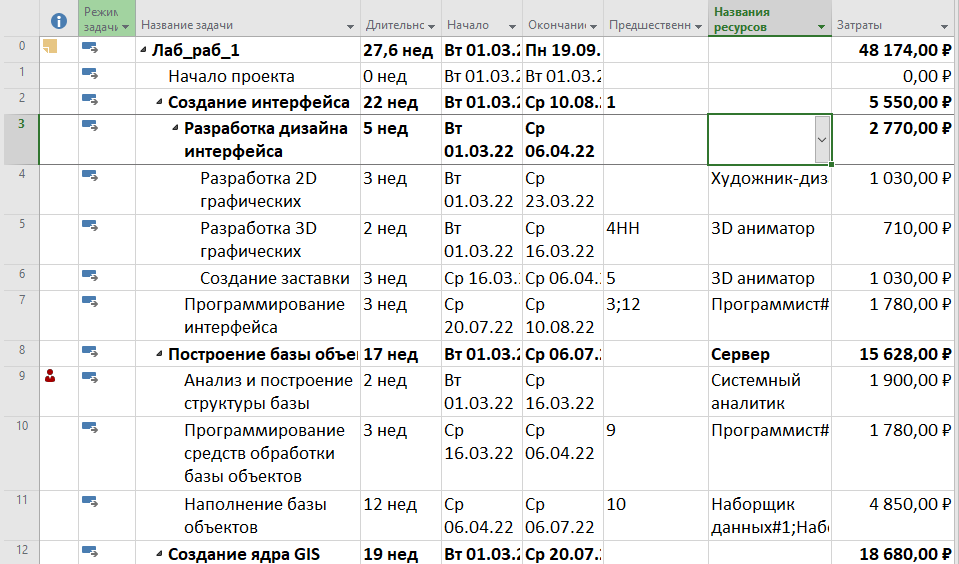 Режим задачи Название задачи Длительнс Начало Окончание Предшественн Названия ресурсов Затраты
0 Лаб_раб_1 27,6 нед Вт 01.03.2 Пн 19.09. 48 174,00 ₽
1 Начало проекта 0 нед Вт 01.03.2 Вт 01.03.2 0,00 ₽
2 Создание интерфейса 22 нед Вт 01.03.2 Ср 10.08.2 1 5 550,00 ₽
3 Разработка дизайна 5 нед Вт Ср 2 770,00 ₽
интерфейса 01.03.22 06.04.22
4 Разработка 2D 3 нед Вт Ср Художник-диз 1 030,00 ₽
графических 01.03.22 23.03.22
5 Разработка 3D 2 нед Вт Ср 4НН 3D аниматор 710,00 ₽
графических 01.03.22 16.03.22
6 Создание заставки 3 нед Ср 16.03.2 Ср 06.04.2 5 3D аниматор 1 030,00 ₽
7 Программирование 3 нед Ср Ср 3;12 Программист# 1 780,00 ₽
интерфейса 20.07.22 10.08.22
8 Построение базы объе 17 нед Вт 01.03.2 Ср 06.07.2 Сервер 15 628,00 ₽
9 Анализ и построение 2 нед Вт Ср Системный 1 900,00 ₽
структуры базы 01.03.22 16.03.22 аналитик
10 Программирование 3 нед Ср Ср 9 Программист# 1 780,00 ₽
средств обработки 16.03.22 06.04.22
базы объектов
11 Наполнение базы 12 нед Ср Ср 10 Наборщик 4 850,00 ₽
объектов 06.04.22 06.07.22 данных#1;Наб
12 Создание ядра GIS 19 нед Вт 01.03.2 Ср 20.07.2 18 680,00 ₽